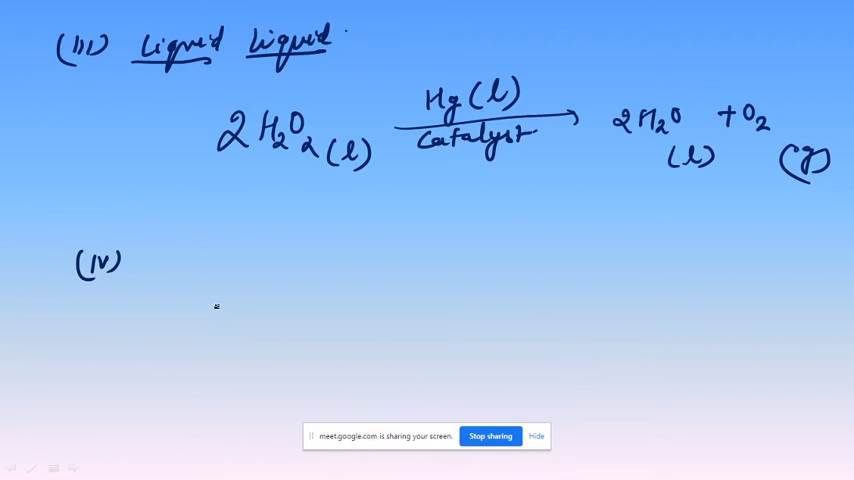 (iii) Liquid Liquid.
Hg(l)
2H₂O₂(l) → 2H₂O + O₂
Catalyst
(l) (g)
(iv)
meet.google.com is sharing your screen. Stop sharing Hide